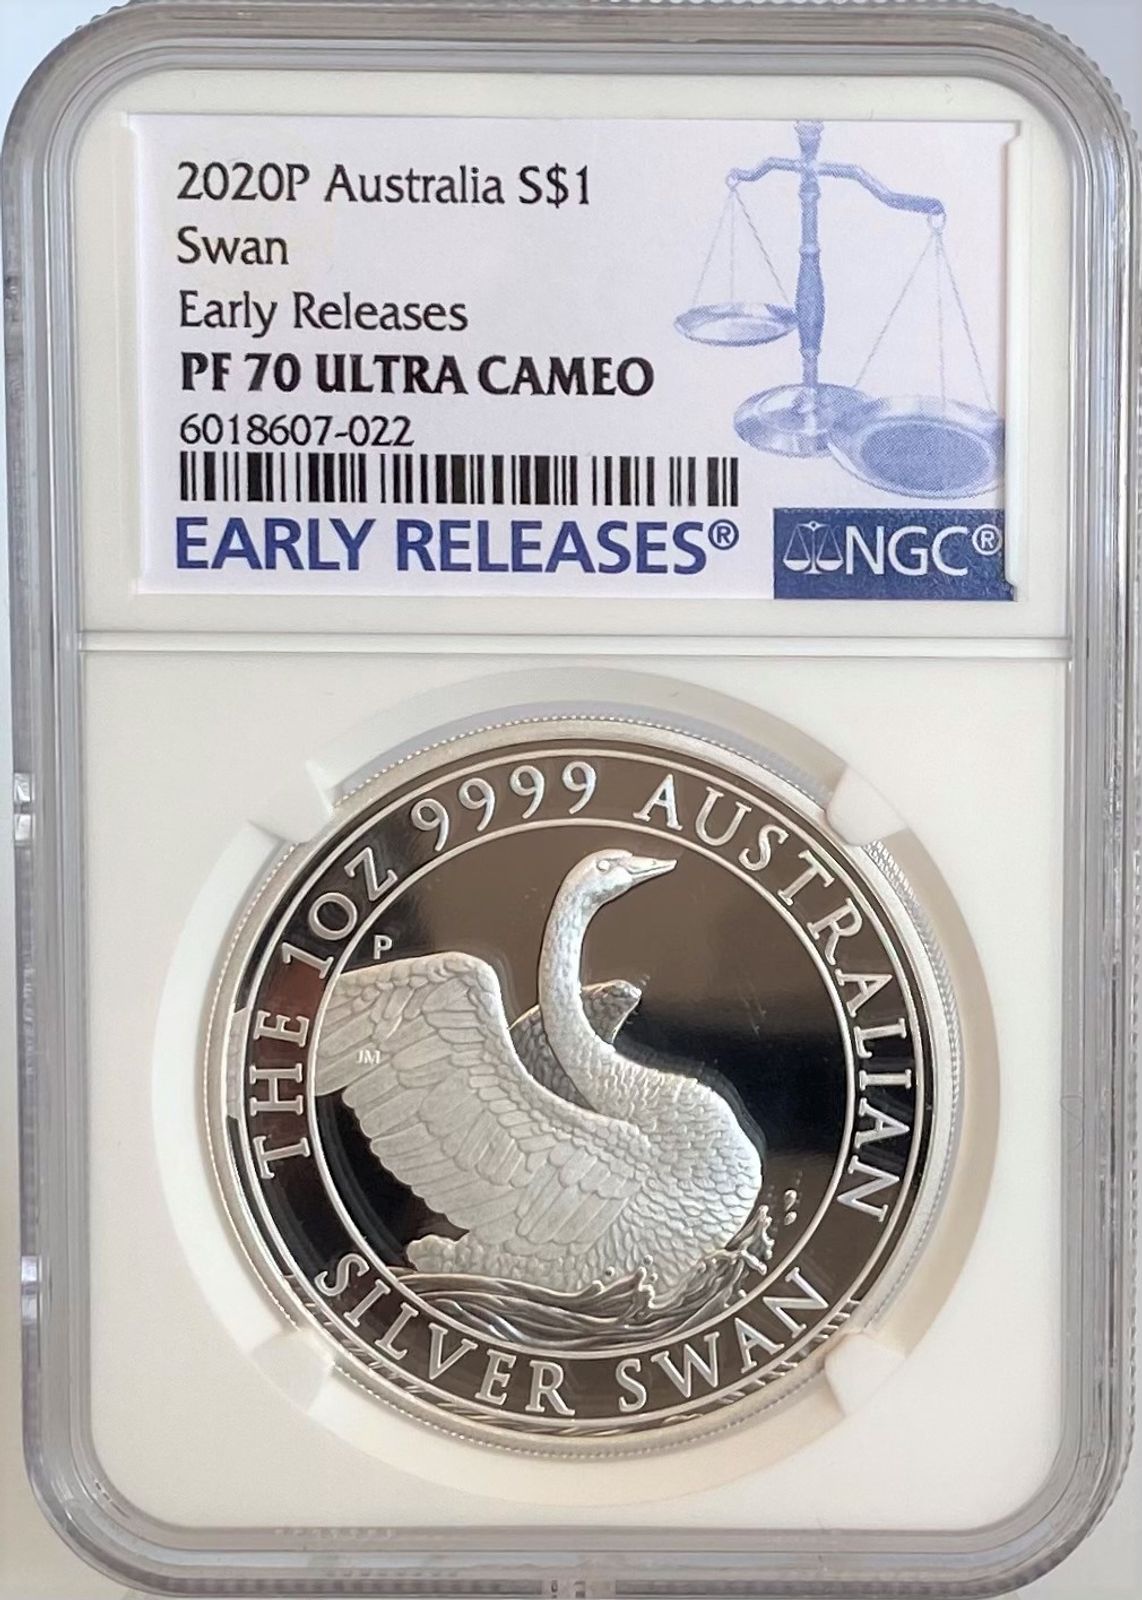 2020P Australia S$1
Swan
Early Releases
PF 70 ULTRA CAMEO
6018607-022
EARLY RELEASES®
NGC®
THE 1OZ 9999 AUSTRALIAN
SILVER SWAN
P
JM